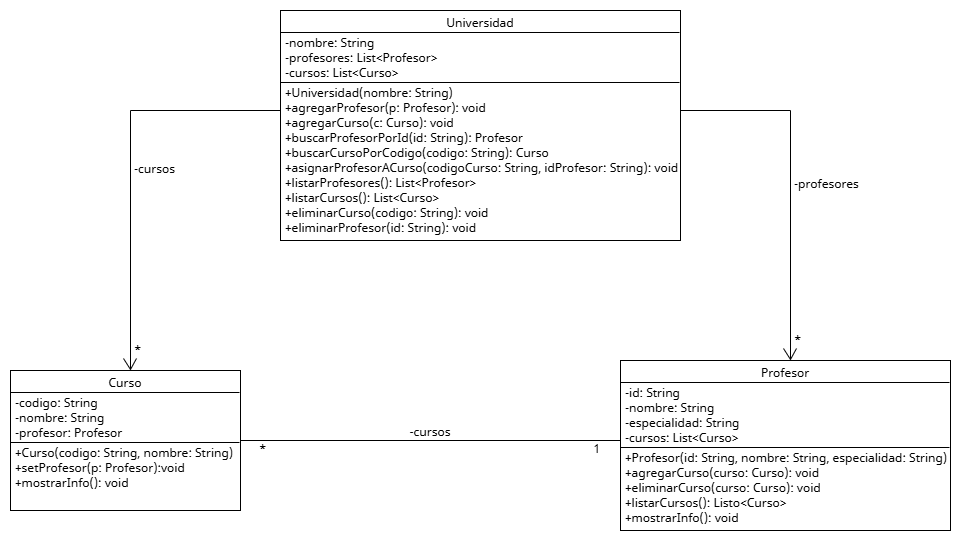 Universidad
-nombre: String
-profesores: List<Profesor>
-cursos: List<Curso>
+Universidad(nombre: String)
+agregarProfesor(p: Profesor): void
+agregarCurso(c: Curso): void
+buscarProfesorPorId(id: String): Profesor
+buscarCursoPorCodigo(codigo: String): Curso
+asignarProfesorACurso(codigoCurso: String, idProfesor: String): void
+listarProfesores(): List<Profesor>
+listarCursos(): List<Curso>
+eliminarCurso(codigo: String): void
+eliminarProfesor(id: String): void
-cursos
*
-profesores
*
Curso
-codigo: String
-nombre: String
-profesor: Profesor
+Curso(codigo: String, nombre: String)
+setProfesor(p: Profesor):void
+mostrarInfo(): void
-cursos
*
1
Profesor
-id: String
-nombre: String
-especialidad: String
-cursos: List<Curso>
+Profesor(id: String, nombre: String, especialidad: String)
+agregarCurso(curso: Curso): void
+eliminarCurso(curso: Curso): void
+listarCursos(): Listo<Curso>
+mostrarInfo(): void